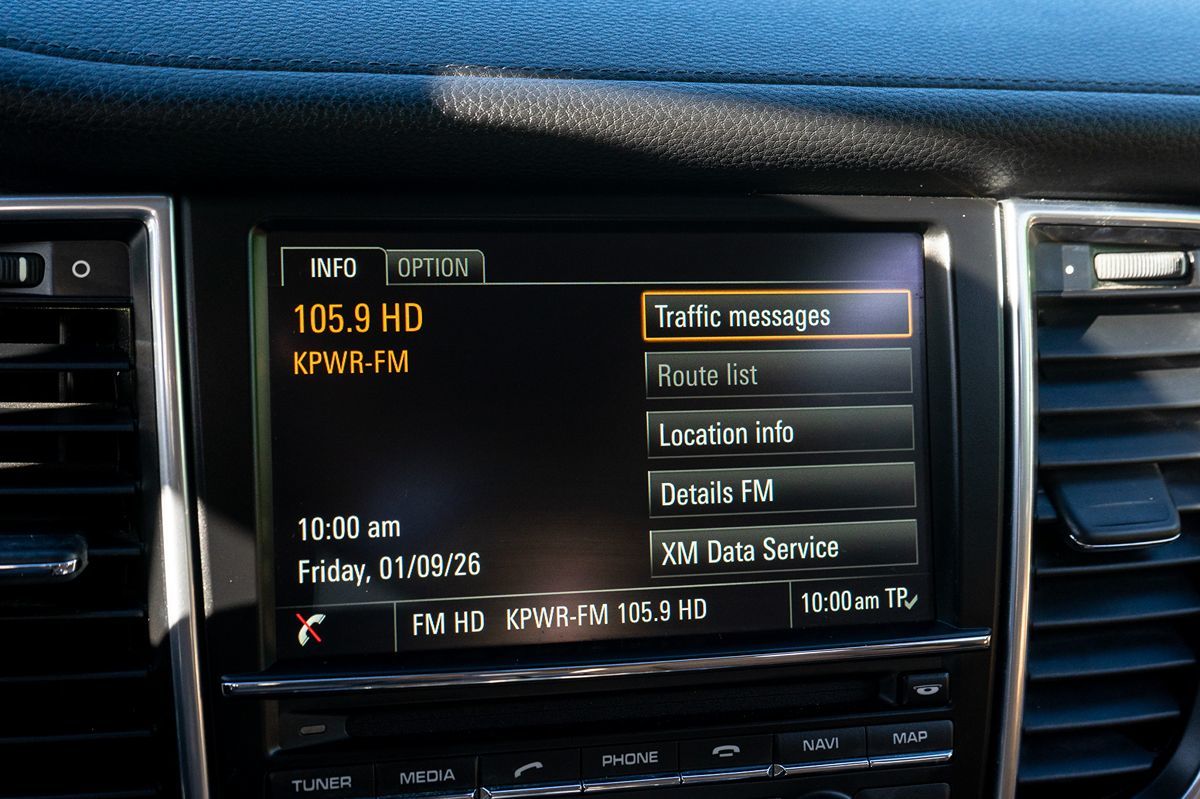 INFO OPTION
105.9 HD
KPWR-FM
Traffic messages
Route list
Location info
Details FM
XM Data Service
10:00 am
Friday, 01/09/26
FM HD KPWR-FM 105.9 HD
10:00 am TP
TUNER MEDIA PHONE NAVI MAP